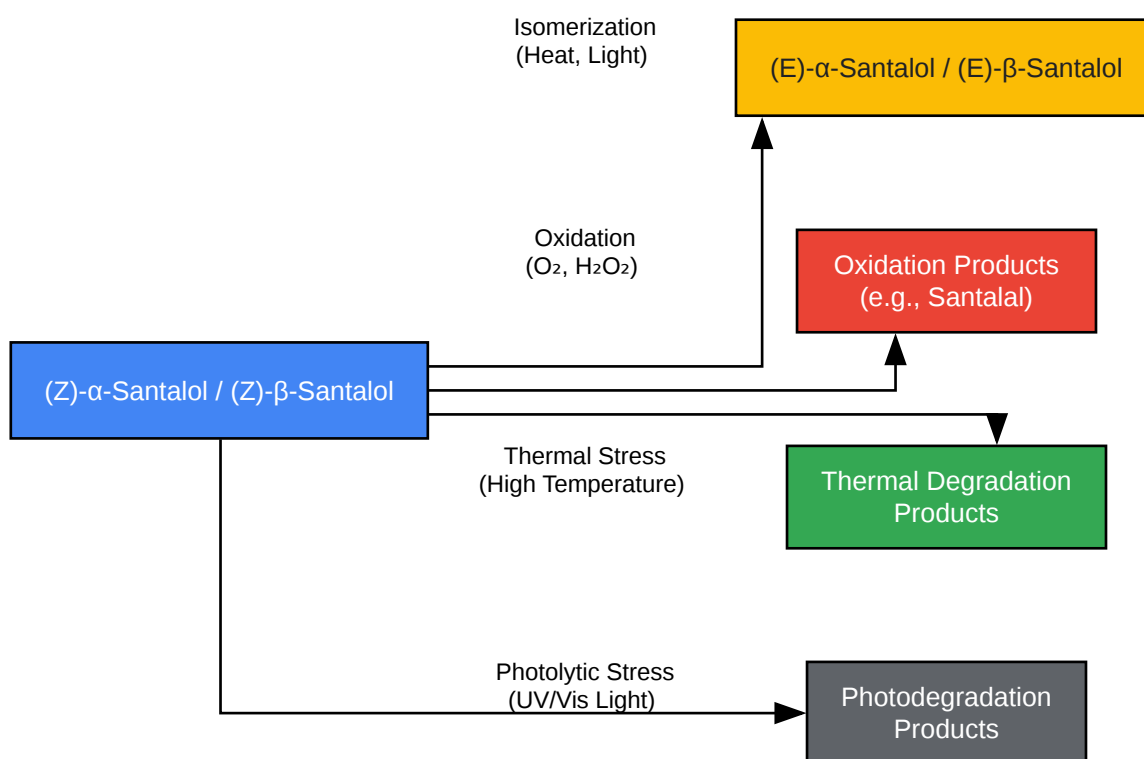 Isomerization
(Heat, Light)
(E)-α-Santalol / (E)-β-Santalol
Oxidation
(O₂, H₂O₂)
Oxidation Products
(e.g., Santalal)
(Z)-α-Santalol / (Z)-β-Santalol
Thermal Stress
(High Temperature)
Thermal Degradation
Products
Photolytic Stress
(UV/Vis Light)
Photodegradation
Products